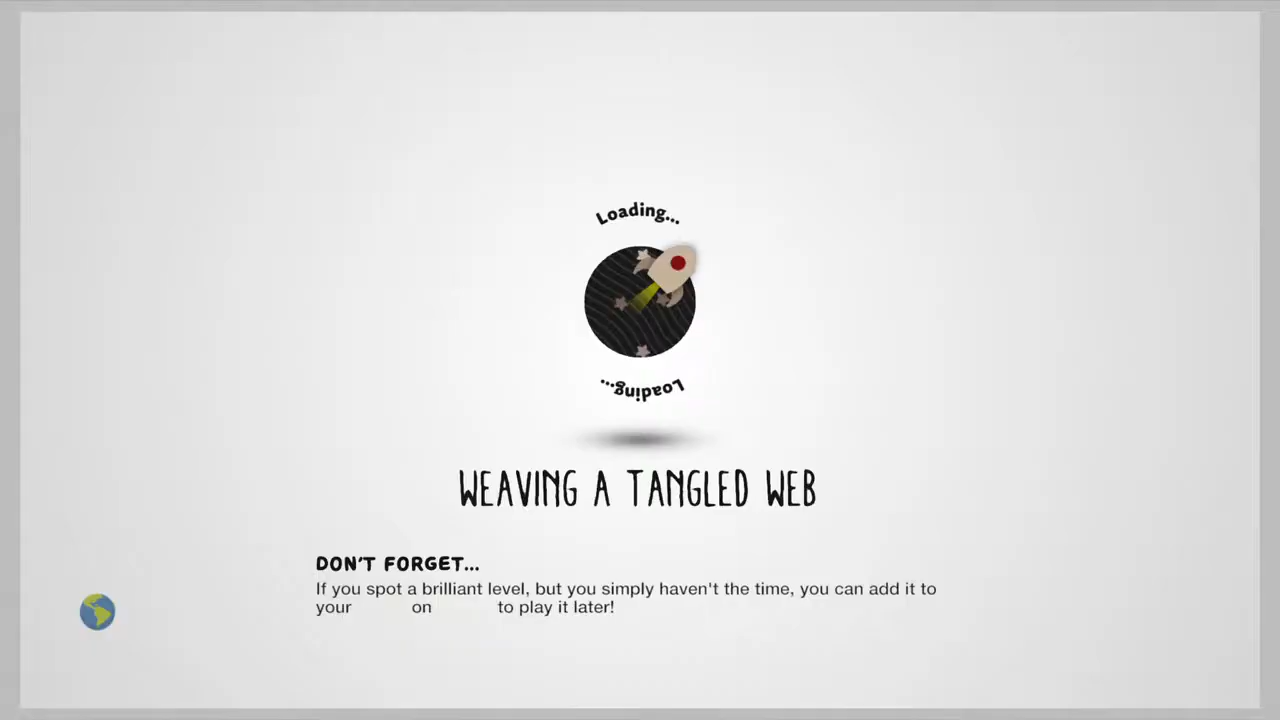 Loading...
Loading...
WEAVING A TANGLED WEB
DON'T FORGET...
If you spot a brilliant level, but you simply haven't the time, you can add it to
your on to play it later!